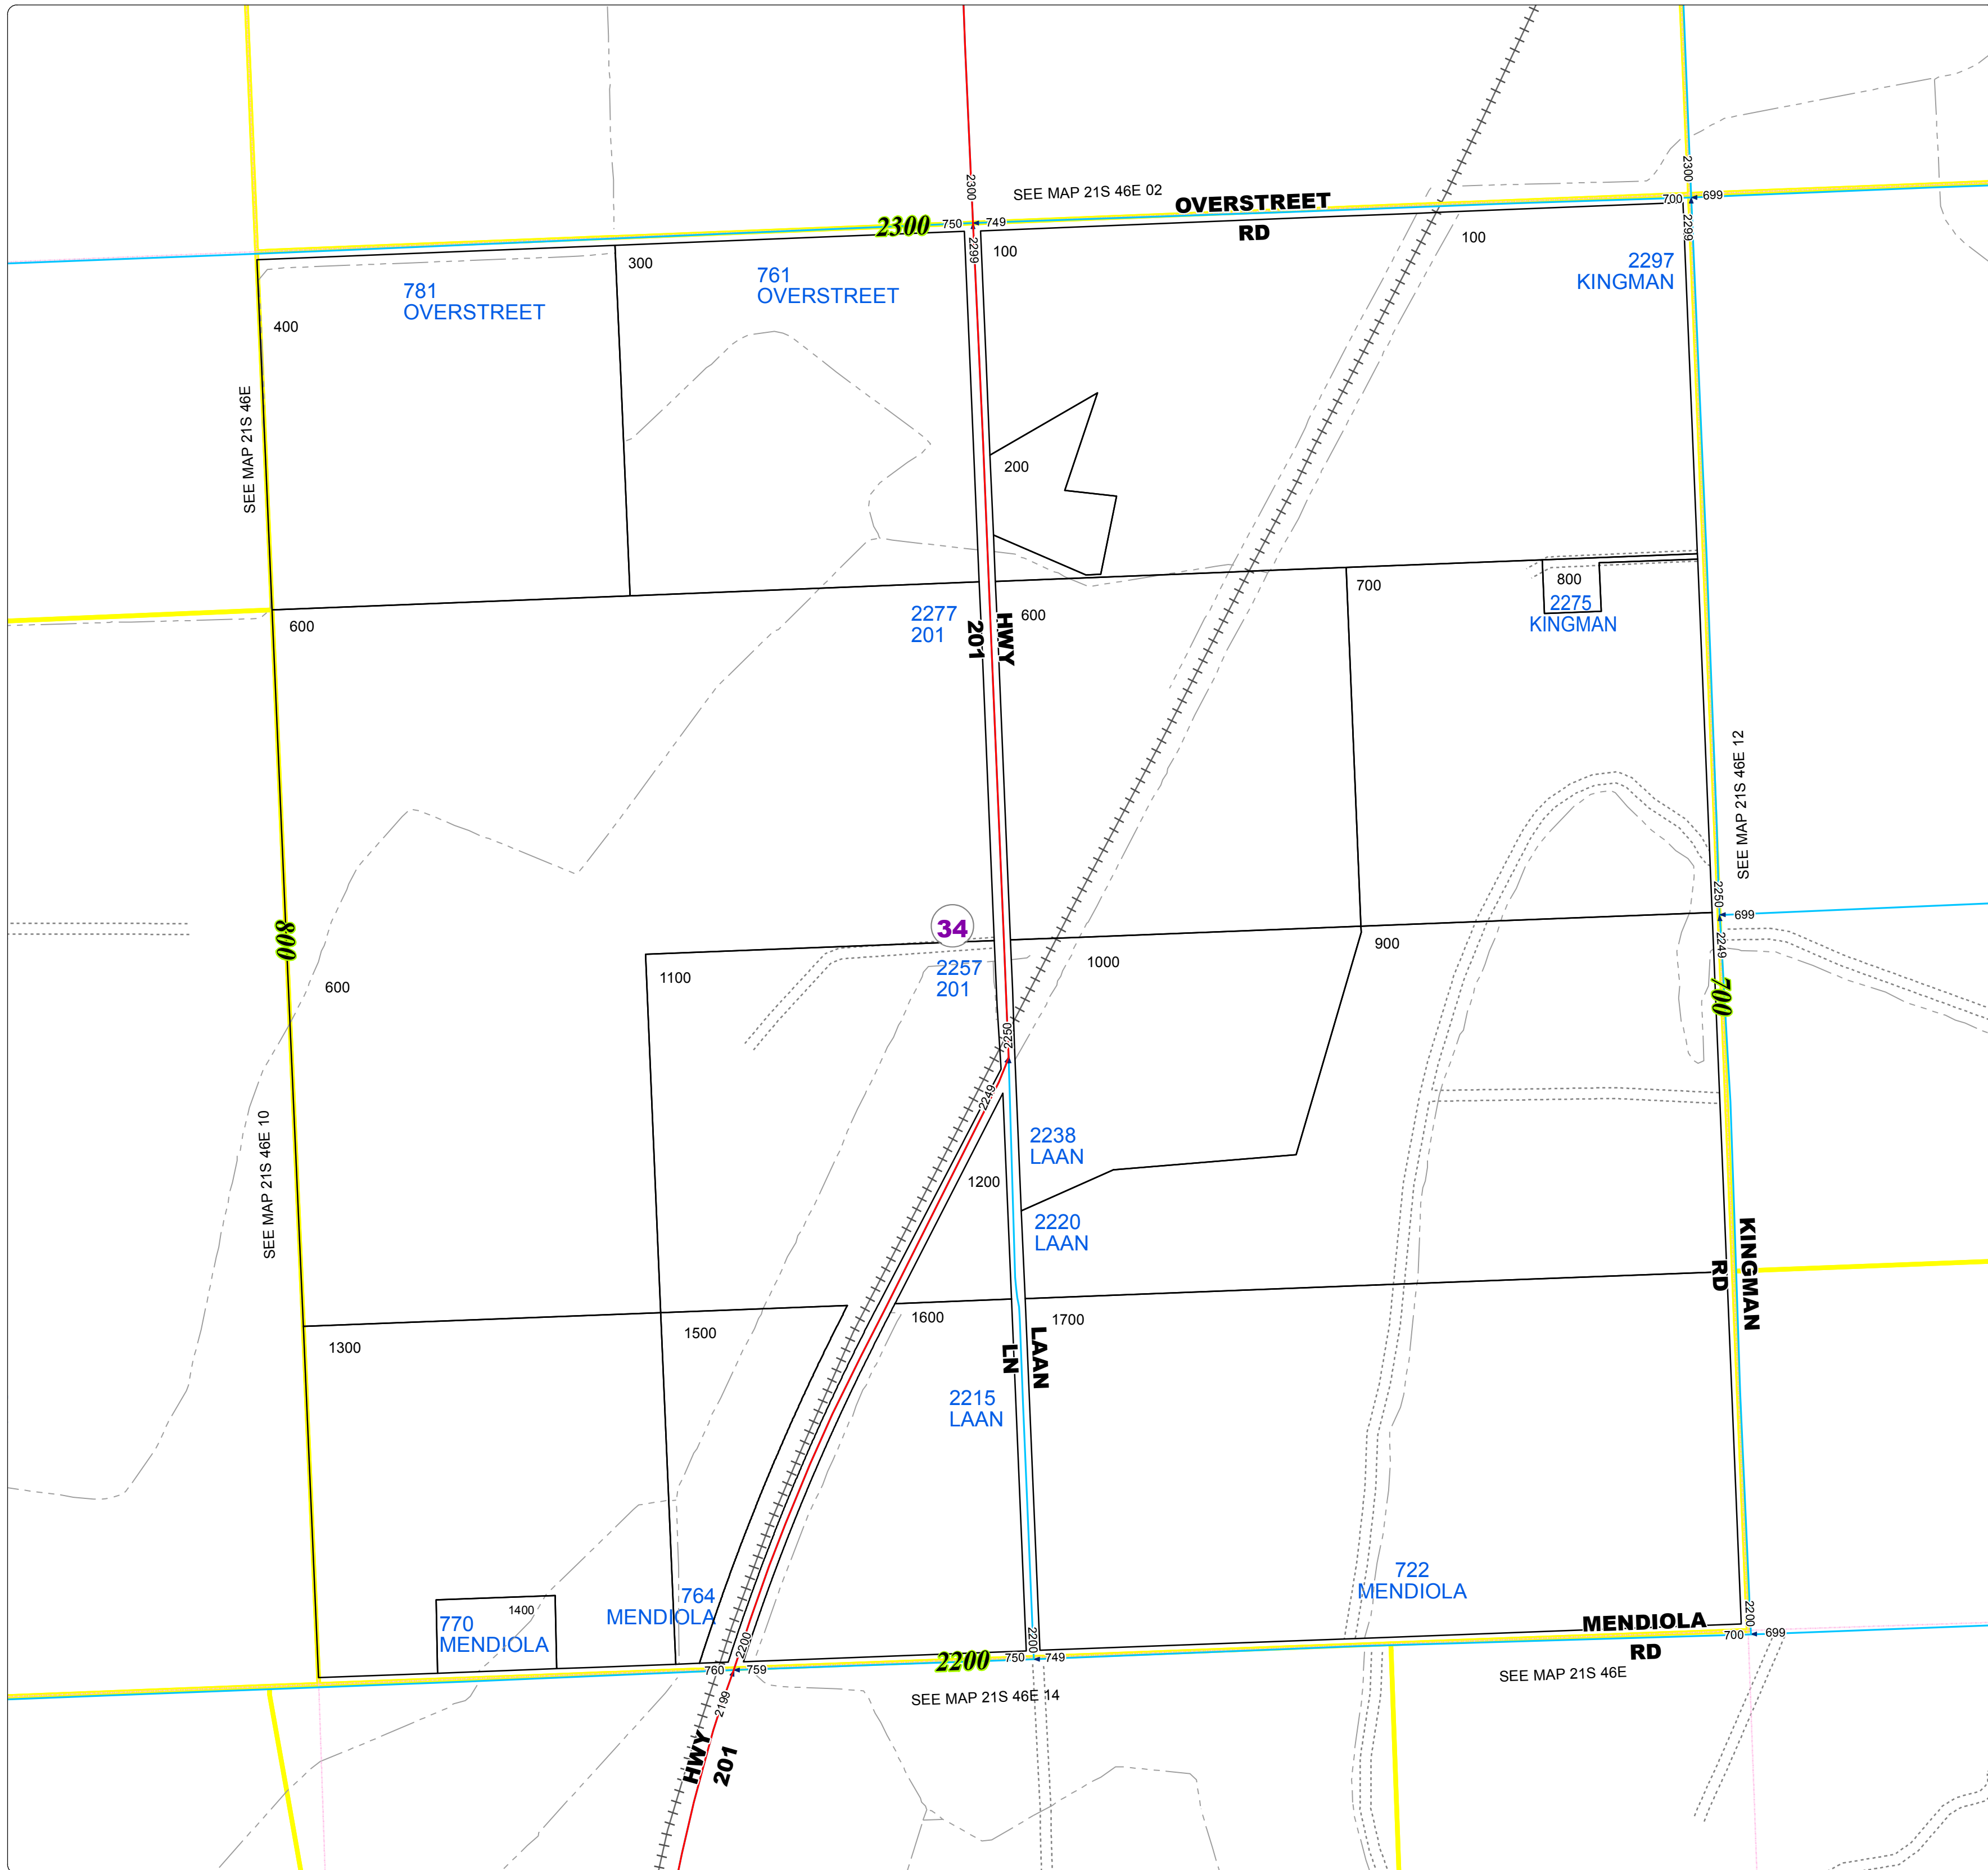 2300
2300
SEE MAP 21S 46E 02
OVERSTREET
RD
700
699
2300
750
749
2299
2299
100
100
300
761
OVERSTREET
781
OVERSTREET
2297
KINGMAN
400
SEE MAP 21S 46E
200
700
800
2275
KINGMAN
600
2277
201
HWY
201
600
SEE MAP 21S 46E 12
2250
699
2249
34
900
1000
1100
2257
201
800
600
700
2250
2249
SEE MAP 21S 46E 10
2238
LAAN
1200
2220
LAAN
KINGMAN
RD
1300
1500
1600
1700
LAAN
LN
2215
LAAN
722
MENDIOLA
764
MENDIOLA
1400
770
MENDIOLA
MENDIOLA
RD
2200
700
699
2200
2200
760
759
2200
750
749
SEE MAP 21S 46E
SEE MAP 21S 46E 14
2199
HWY
201